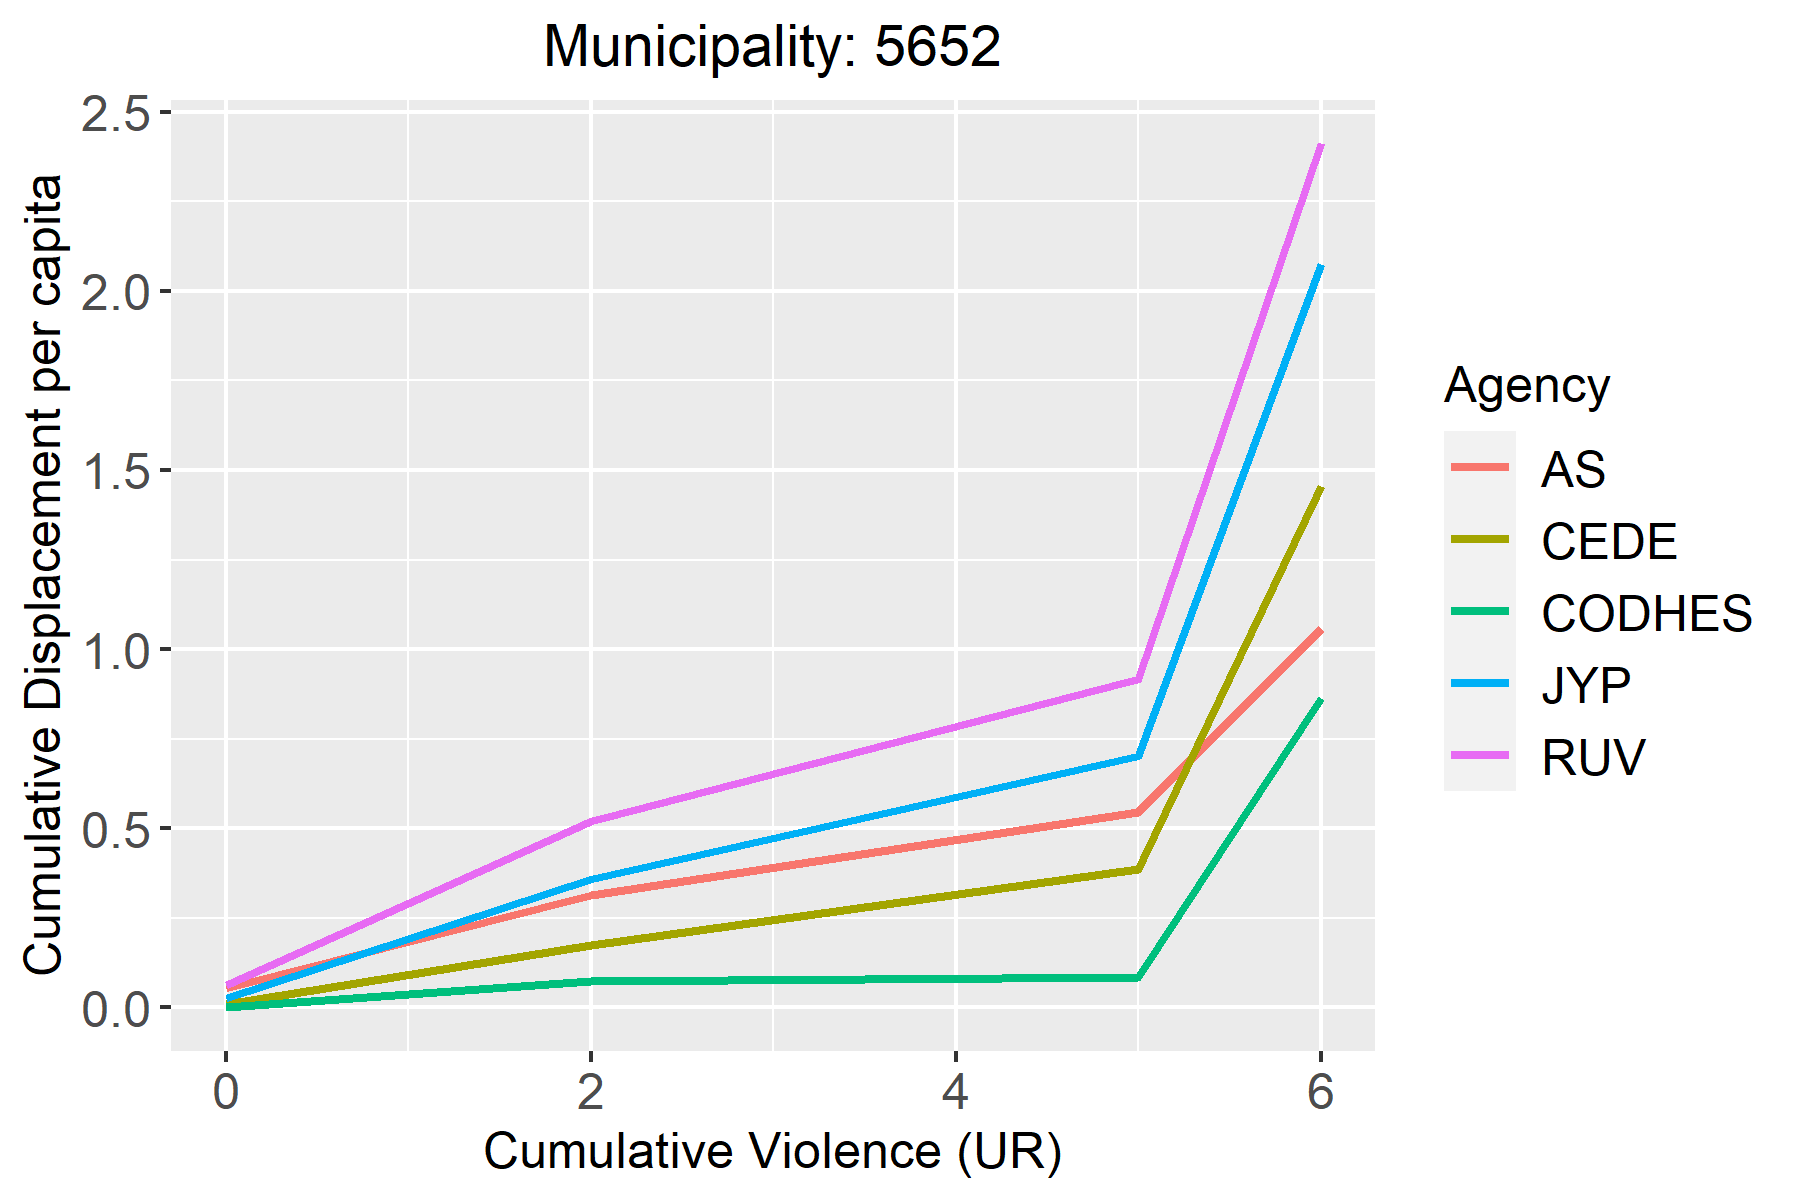 Municipality: 5652
Cumulative Displacement per capita
2.5
2.0
1.5
1.0
0.5
0.0
0 2 4 6
Cumulative Violence (UR)
Agency
AS
CEDE
CODHES
JYP
RUV